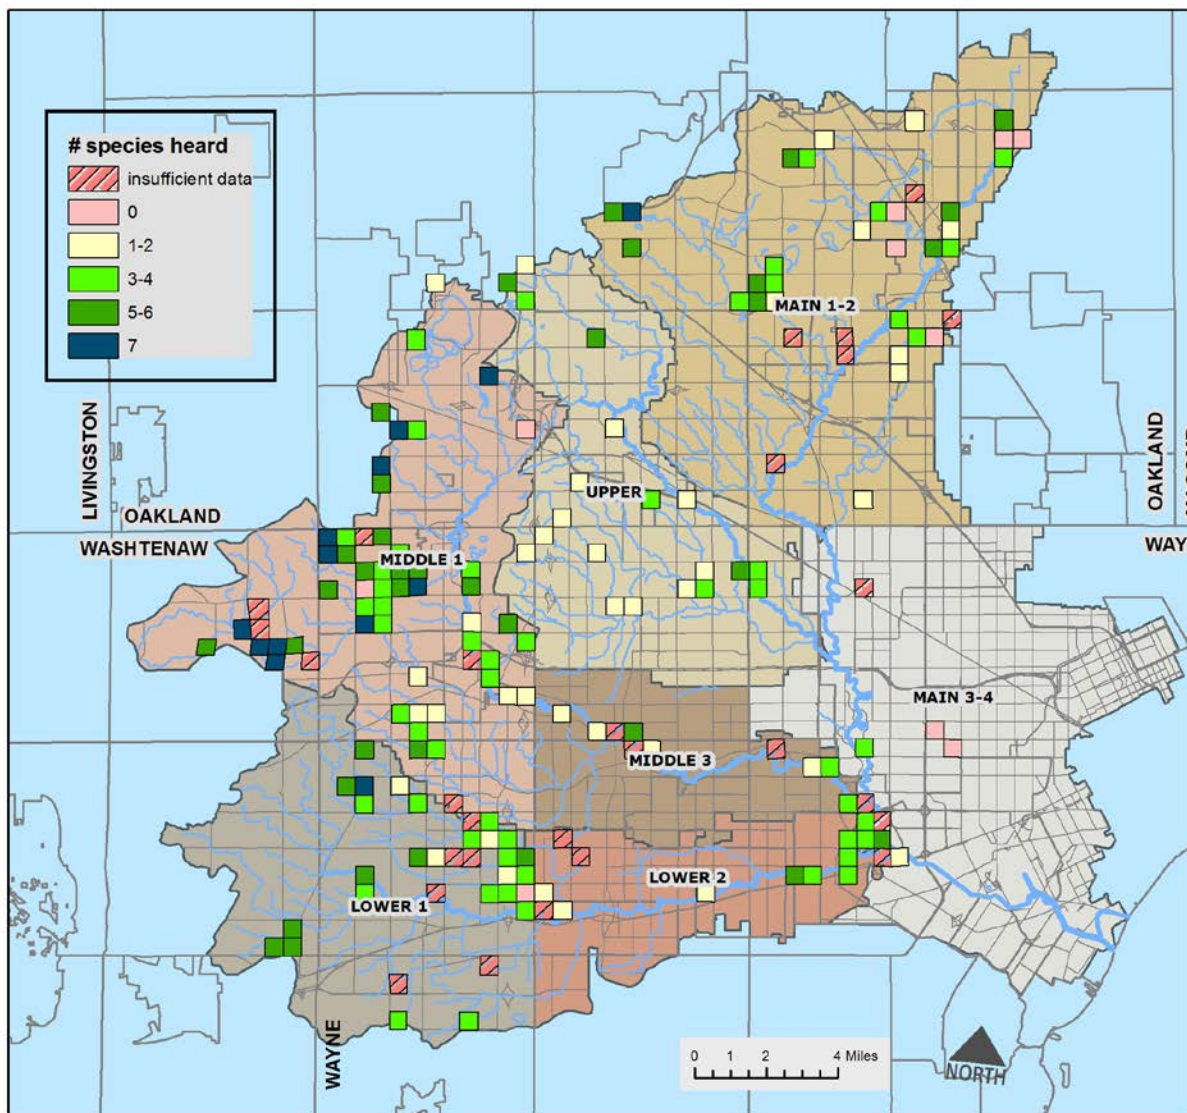 # species heard
insufficient data
0
1-2
3-4
5-6
7
MAIN 1-2
LIVINGSTON
OAKLAND
OAKLAND
WASHTENAW
WAY
UPPER
MIDDLE 1
MAIN 3-4
MIDDLE 3
LOWER 2
LOWER 1
WAYNE
0 1 2 4 Miles
NORTH